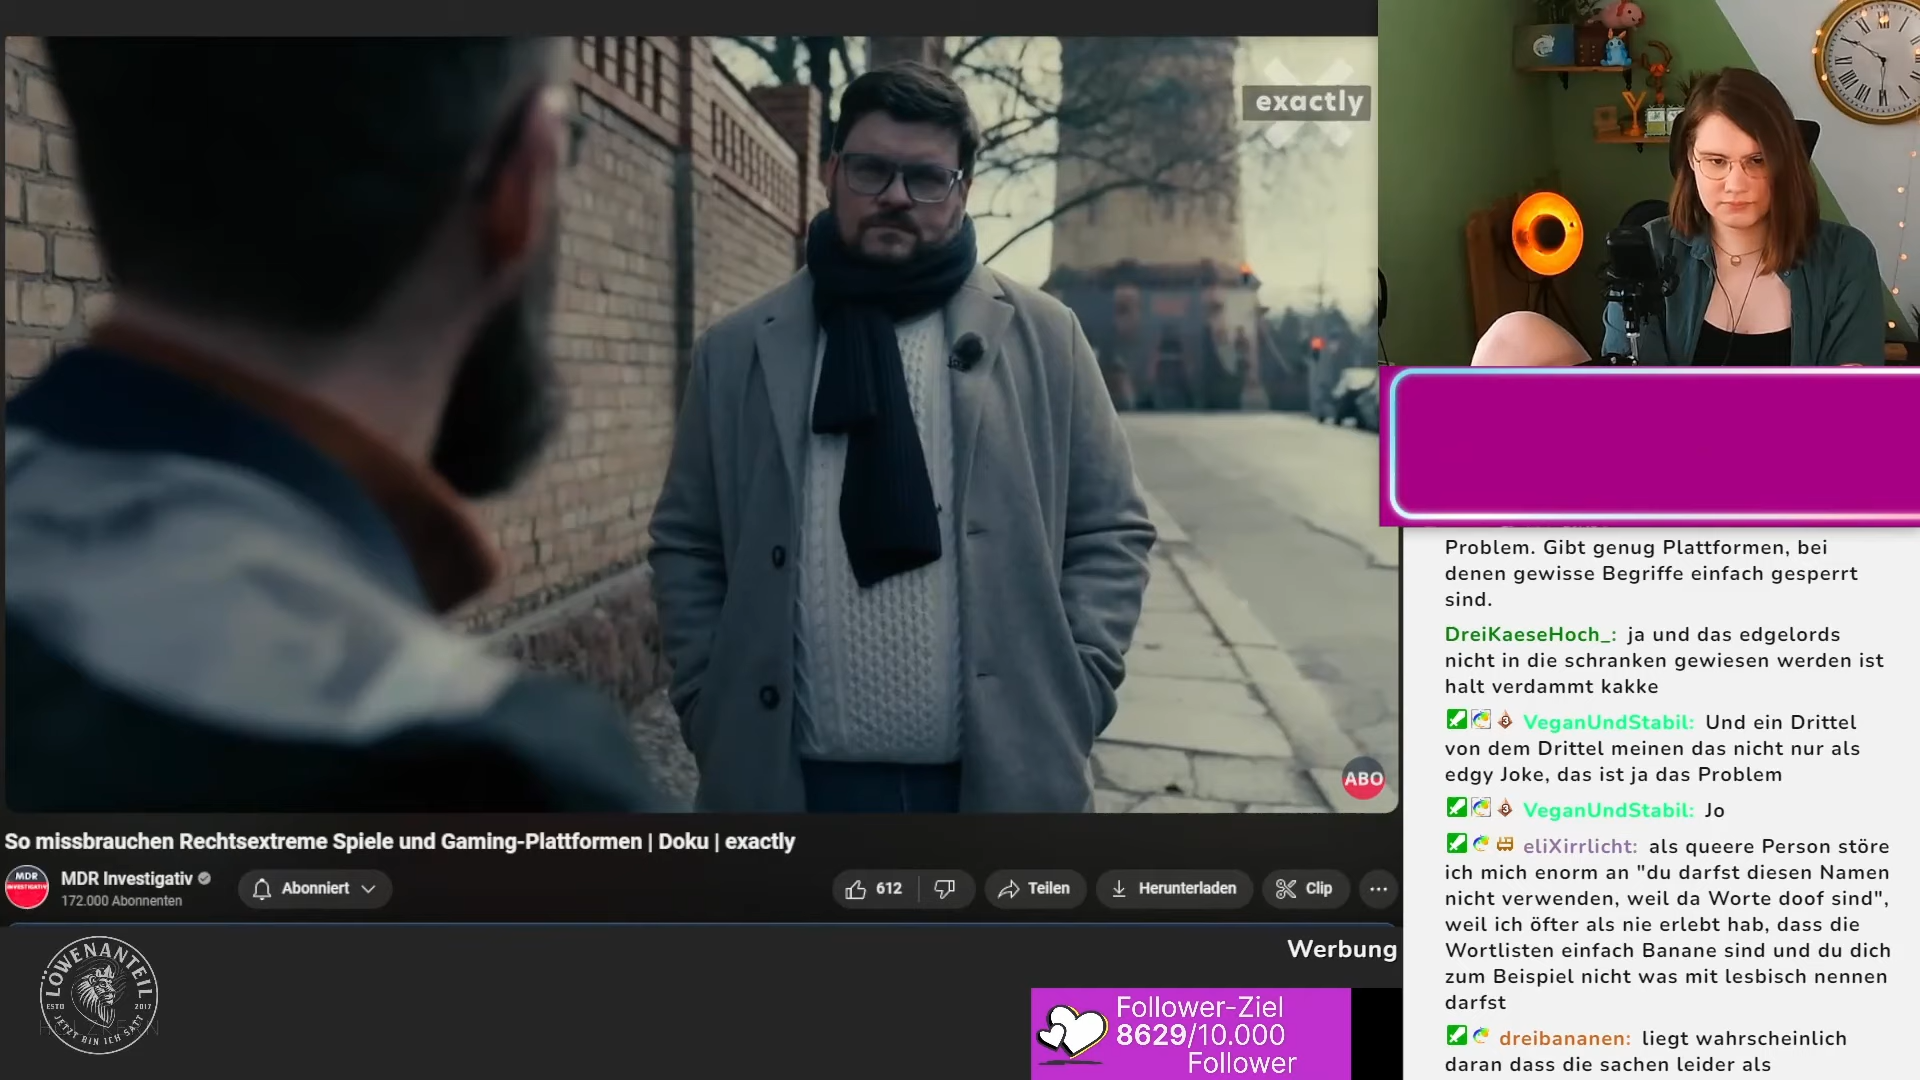 exactly
ABO
So missbrauchen Rechtsextreme Spiele und Gaming-Plattformen | Doku | exactly
MDR
INVESTIGATIV
MDR Investigativ
172.000 Abonnenten
Abonniert
612
Teilen
Herunterladen
Clip
LÖWENANTEIL
ESTD 2017
JETZT BIN ICH SATT
Werbung
Follower-Ziel
8629/10.000
Follower
Problem. Gibt genug Plattformen, bei
denen gewisse Begriffe einfach gesperrt
sind.
DreiKaeseHoch_: ja und das edgelords
nicht in die schranken gewiesen werden ist
halt verdammt kakke
VeganUndStabil: Und ein Drittel
von dem Drittel meinen das nicht nur als
edgy Joke, das ist ja das Problem
VeganUndStabil: Jo
eliXirrlicht: als queere Person störe
ich mich enorm an "du darfst diesen Namen
nicht verwenden, weil da Worte doof sind",
weil ich öfter als nie erlebt hab, dass die
Wortlisten einfach Banane sind und du dich
zum Beispiel nicht was mit lesbisch nennen
darfst
dreibananen: liegt wahrscheinlich
daran dass die sachen leider als